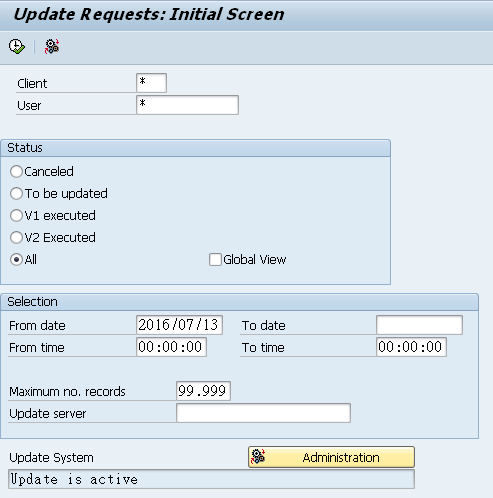 Update Requests: Initial Screen
Client *
User *
Status
Canceled
To be updated
V1 executed
V2 Executed
All Global View
Selection
From date 2016/07/13 To date
From time 00:00:00 To time 00:00:00
Maximum no. records 99.999
Update server
Update System Administration
Update is active